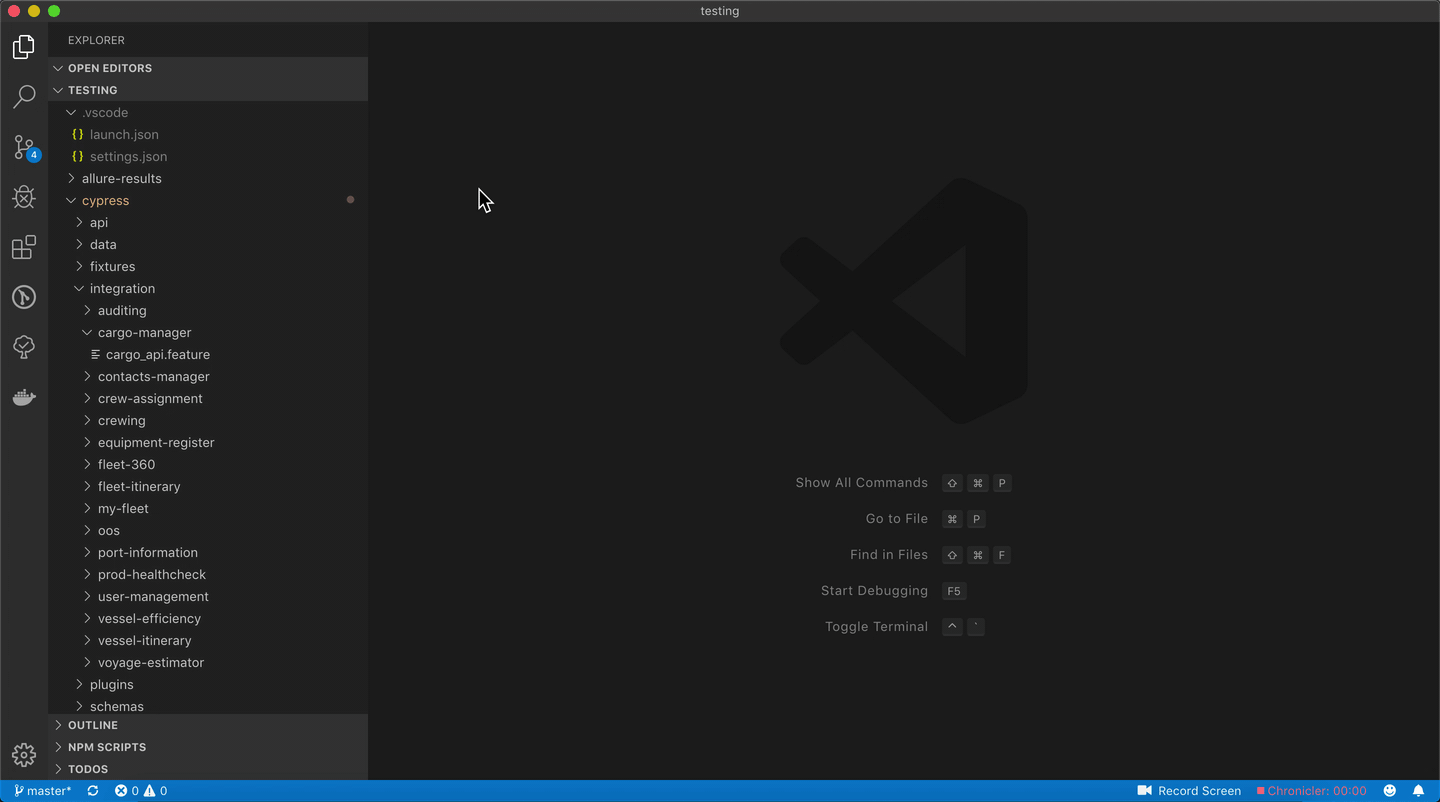 testing
EXPLORER
OPEN EDITORS
TESTING
.vscode
{} launch.json
{} settings.json
allure-results
cypress
api
data
fixtures
integration
auditing
cargo-manager
cargo_api.feature
contacts-manager
crew-assignment
crewing
equipment-register
fleet-360
fleet-itinerary
my-fleet
oos
port-information
prod-healthcheck
user-management
vessel-efficiency
vessel-itinerary
voyage-estimator
plugins
schemas
OUTLINE
NPM SCRIPTS
TODOS
4
Show All Commands ⇧ ⌘ P
Go to File ⌘ P
Find in Files ⇧ ⌘ F
Start Debugging F5
Toggle Terminal ^ `
master* 0 0 Record Screen Chronicler: 00:00